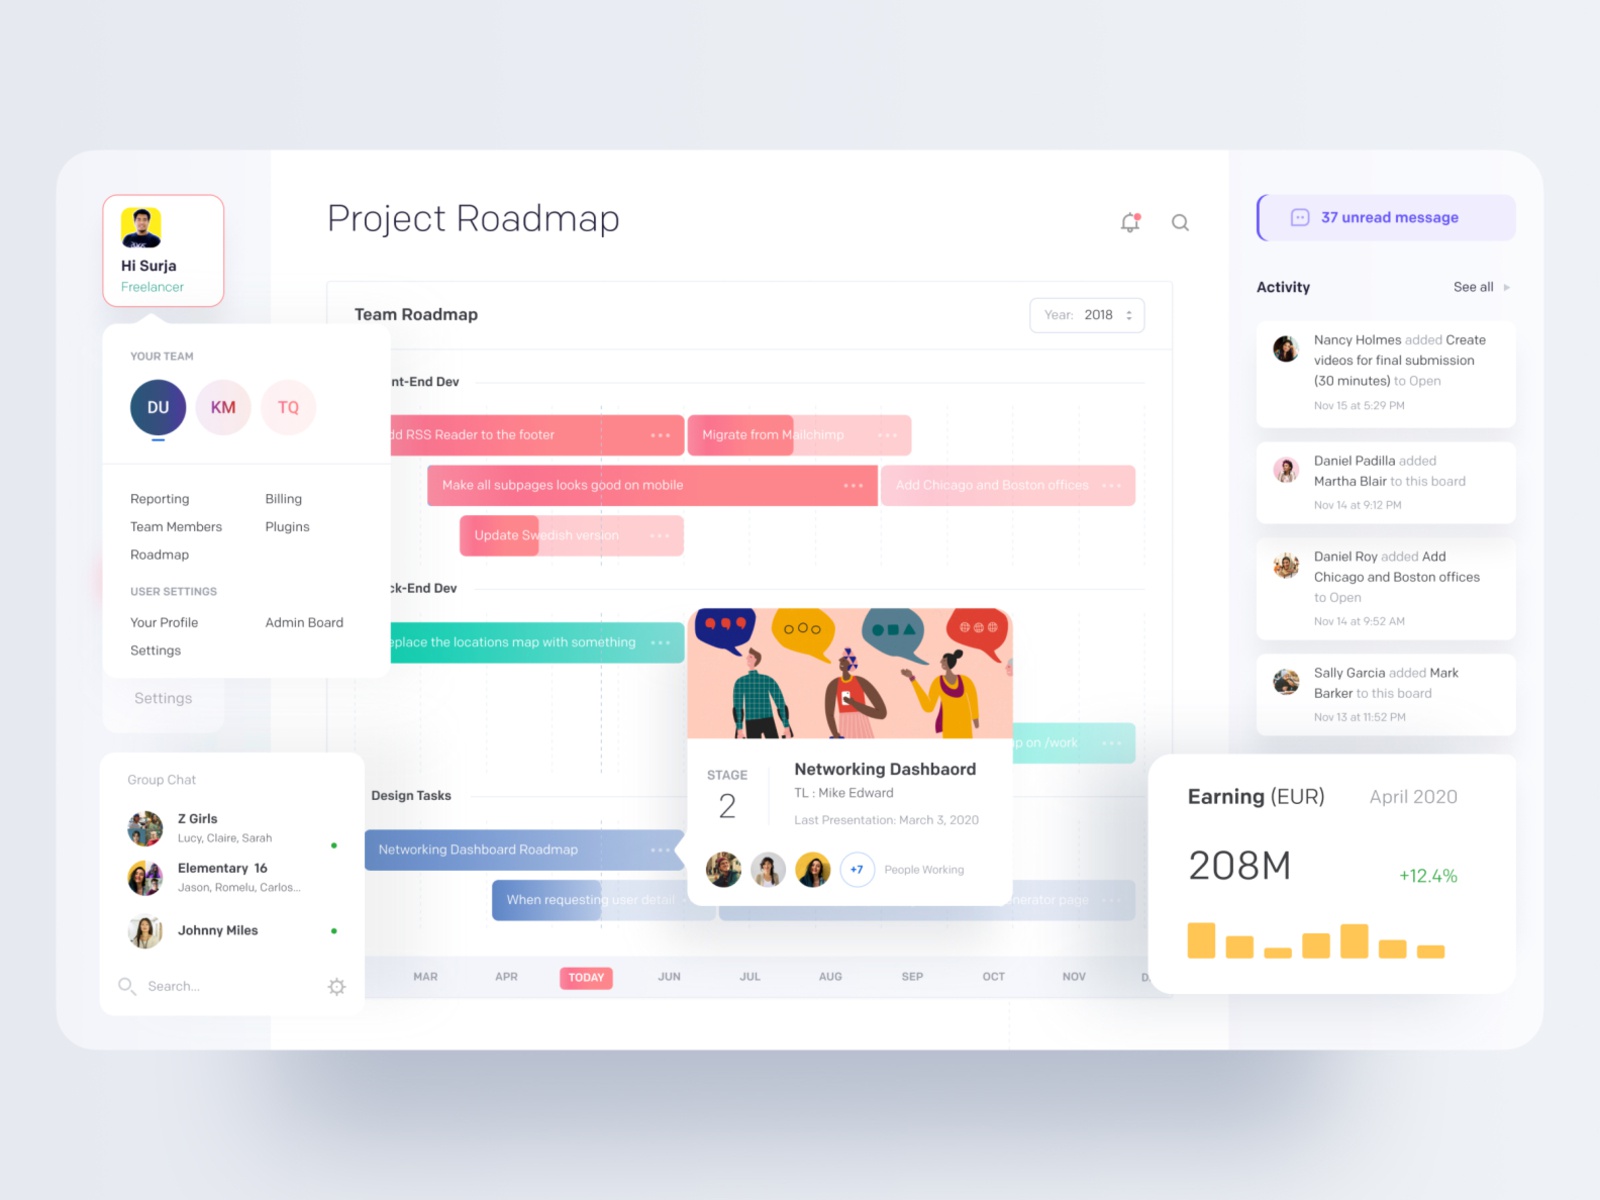 Hi Surja
Freelancer
YOUR TEAM
DU
KM
TQ
Reporting
Billing
Team Members
Plugins
Roadmap
USER SETTINGS
Your Profile
Admin Board
Settings
Settings
Group Chat
Z Girls
Lucy, Claire, Sarah
Elementary 16
Jason, Romelu, Carlos...
Johnny Miles
Search...
Project Roadmap
Team Roadmap
Year: 2018
nt-End Dev
dd RSS Reader to the footer
Migrate from Mailchimp
Make all subpages looks good on mobile
Add Chicago and Boston offices
Update Swedish version
ck-End Dev
eplace the locations map with something
p on /work
Design Tasks
Networking Dashboard Roadmap
When requesting user detail
nerator page
STAGE
2
Networking Dashbaord
TL : Mike Edward
Last Presentation: March 3, 2020
+7
People Working
MAR
APR
TODAY
JUN
JUL
AUG
SEP
OCT
NOV
D
37 unread message
Activity
See all
Nancy Holmes added Create
videos for final submission
(30 minutes) to Open
Nov 15 at 5:29 PM
Daniel Padilla added
Martha Blair to this board
Nov 14 at 9:12 PM
Daniel Roy added Add
Chicago and Boston offices
to Open
Nov 14 at 9:52 AM
Sally Garcia added Mark
Barker to this board
Nov 13 at 11:52 PM
Earning (EUR)
April 2020
208M
+12.4%